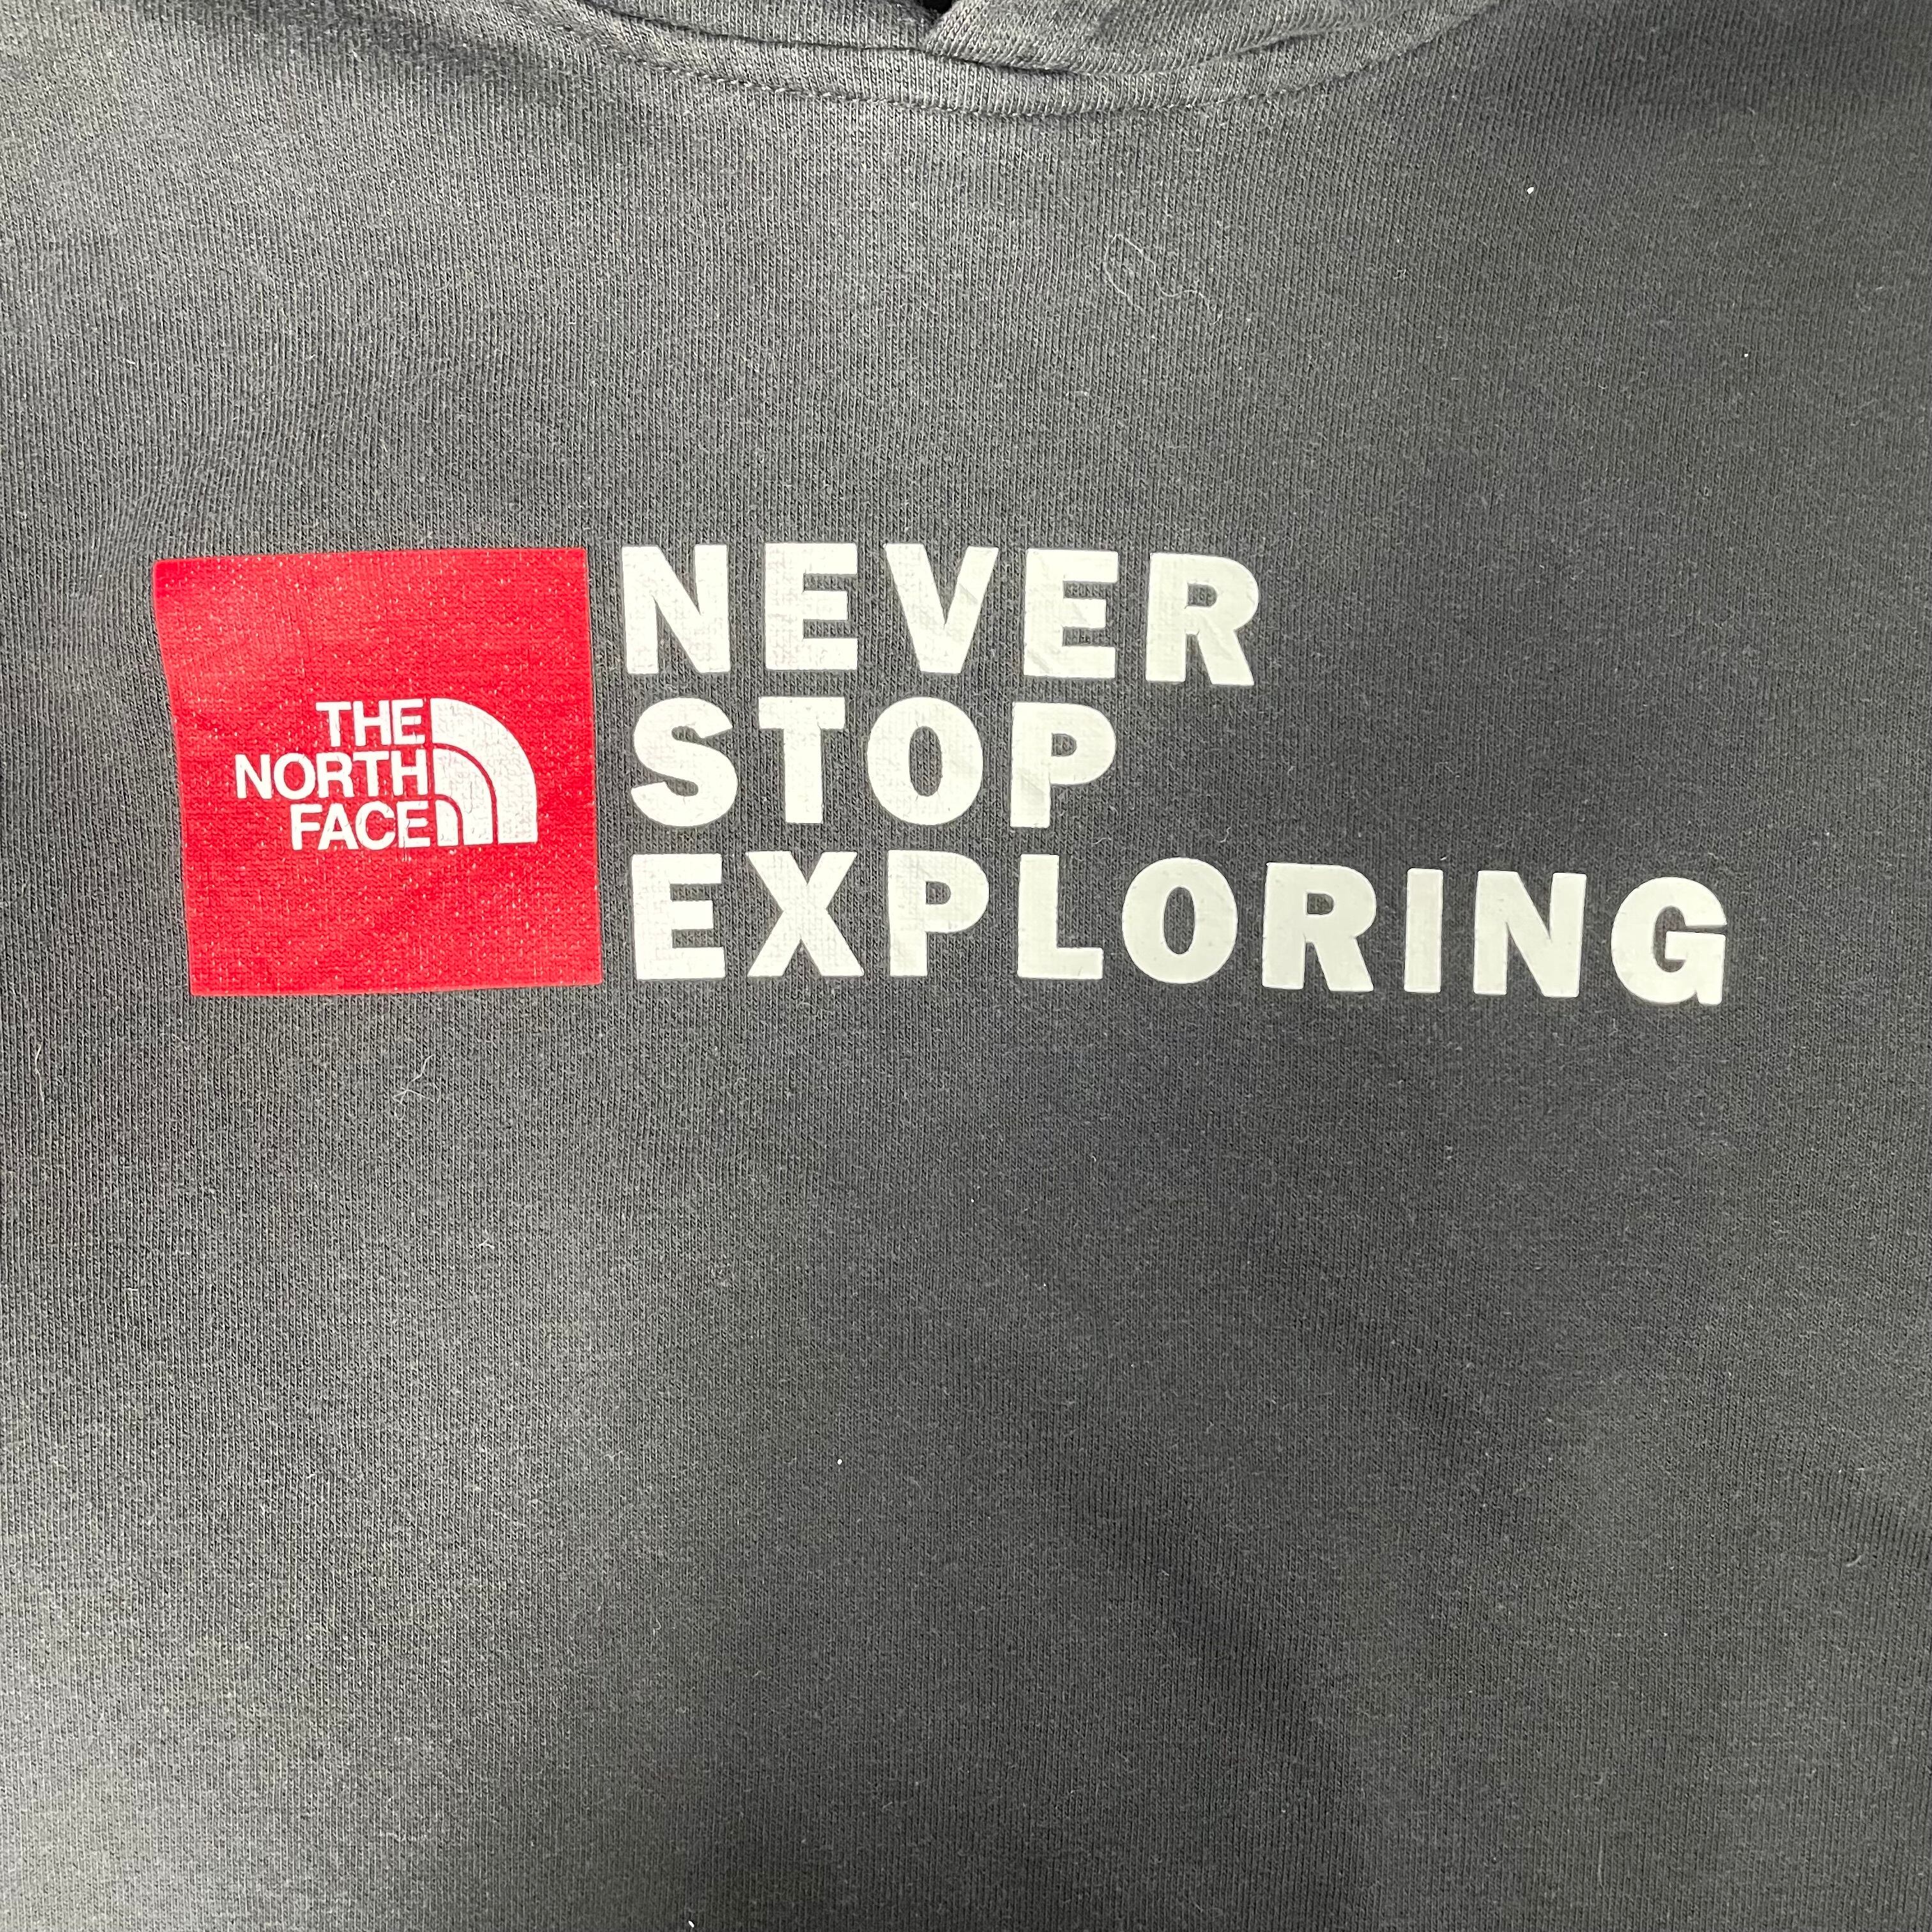 THE
NORTH
FACE
NEVER
STOP
EXPLORING